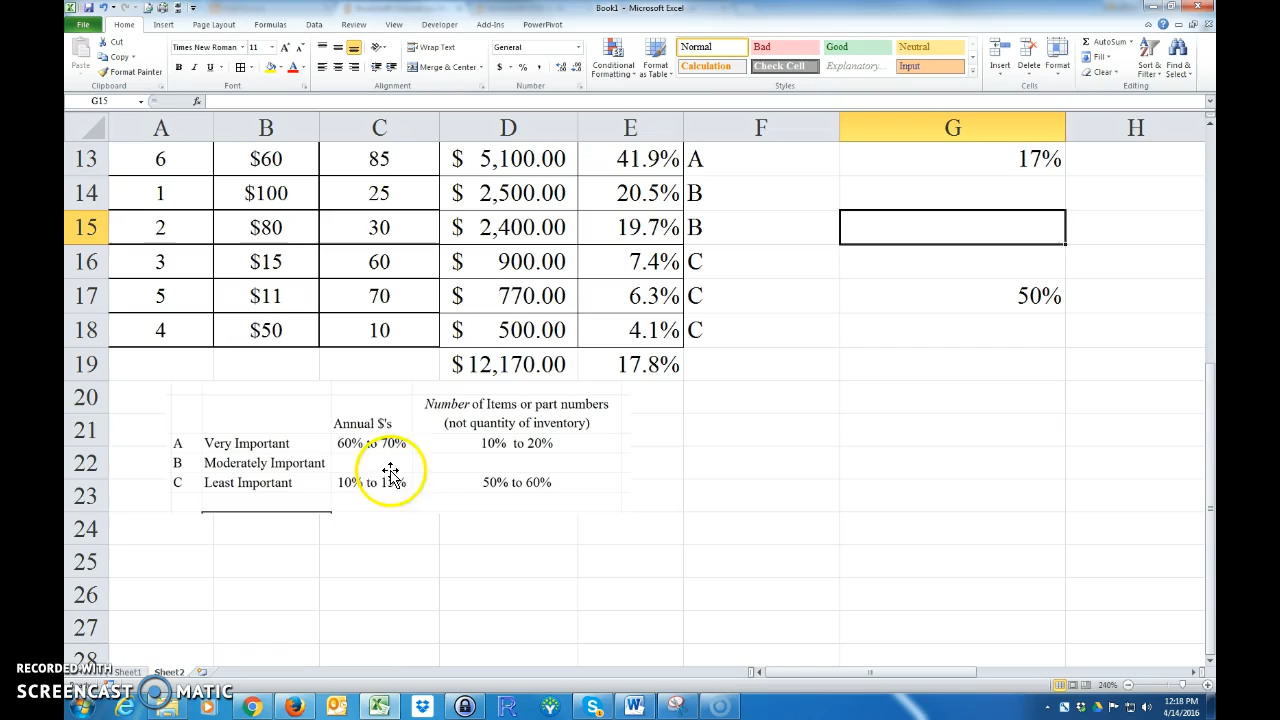 Book1 - Microsoft Excel
File Home Insert Page Layout Formulas Data Review View Developer Add-Ins PowerPivot
Cut Times New Roman 11 A A Wrap Text General Normal Bad Good Neutral Σ AutoSum
Copy Fill
Paste Format Painter B I U A Merge & Center $ % , Conditional Formatting Format as Table Calculation Check Cell Explanatory... Input Insert Delete Format Clear Sort & Filter Find & Select
Clipboard Font Alignment Number Styles Cells Editing
G15 fx
A B C D E F G H
13 6 $60 85 $ 5,100.00 41.9% A 17%
14 1 $100 25 $ 2,500.00 20.5% B
15 2 $80 30 $ 2,400.00 19.7% B
16 3 $15 60 $ 900.00 7.4% C
17 5 $11 70 $ 770.00 6.3% C 50%
18 4 $50 10 $ 500.00 4.1% C
19 $ 12,170.00 17.8%
20
Number of Items or part numbers
21
Annual $'s (not quantity of inventory)
A Very Important 60% to 70% 10% to 20%
22
B Moderately Important
C Least Important 10% to 50% to 60%
23
24
25
26
27
28
RECORDED WITH
SCREENCAST MATIC
Sheet1 Sheet2
240%
12:18 PM
4/14/2016